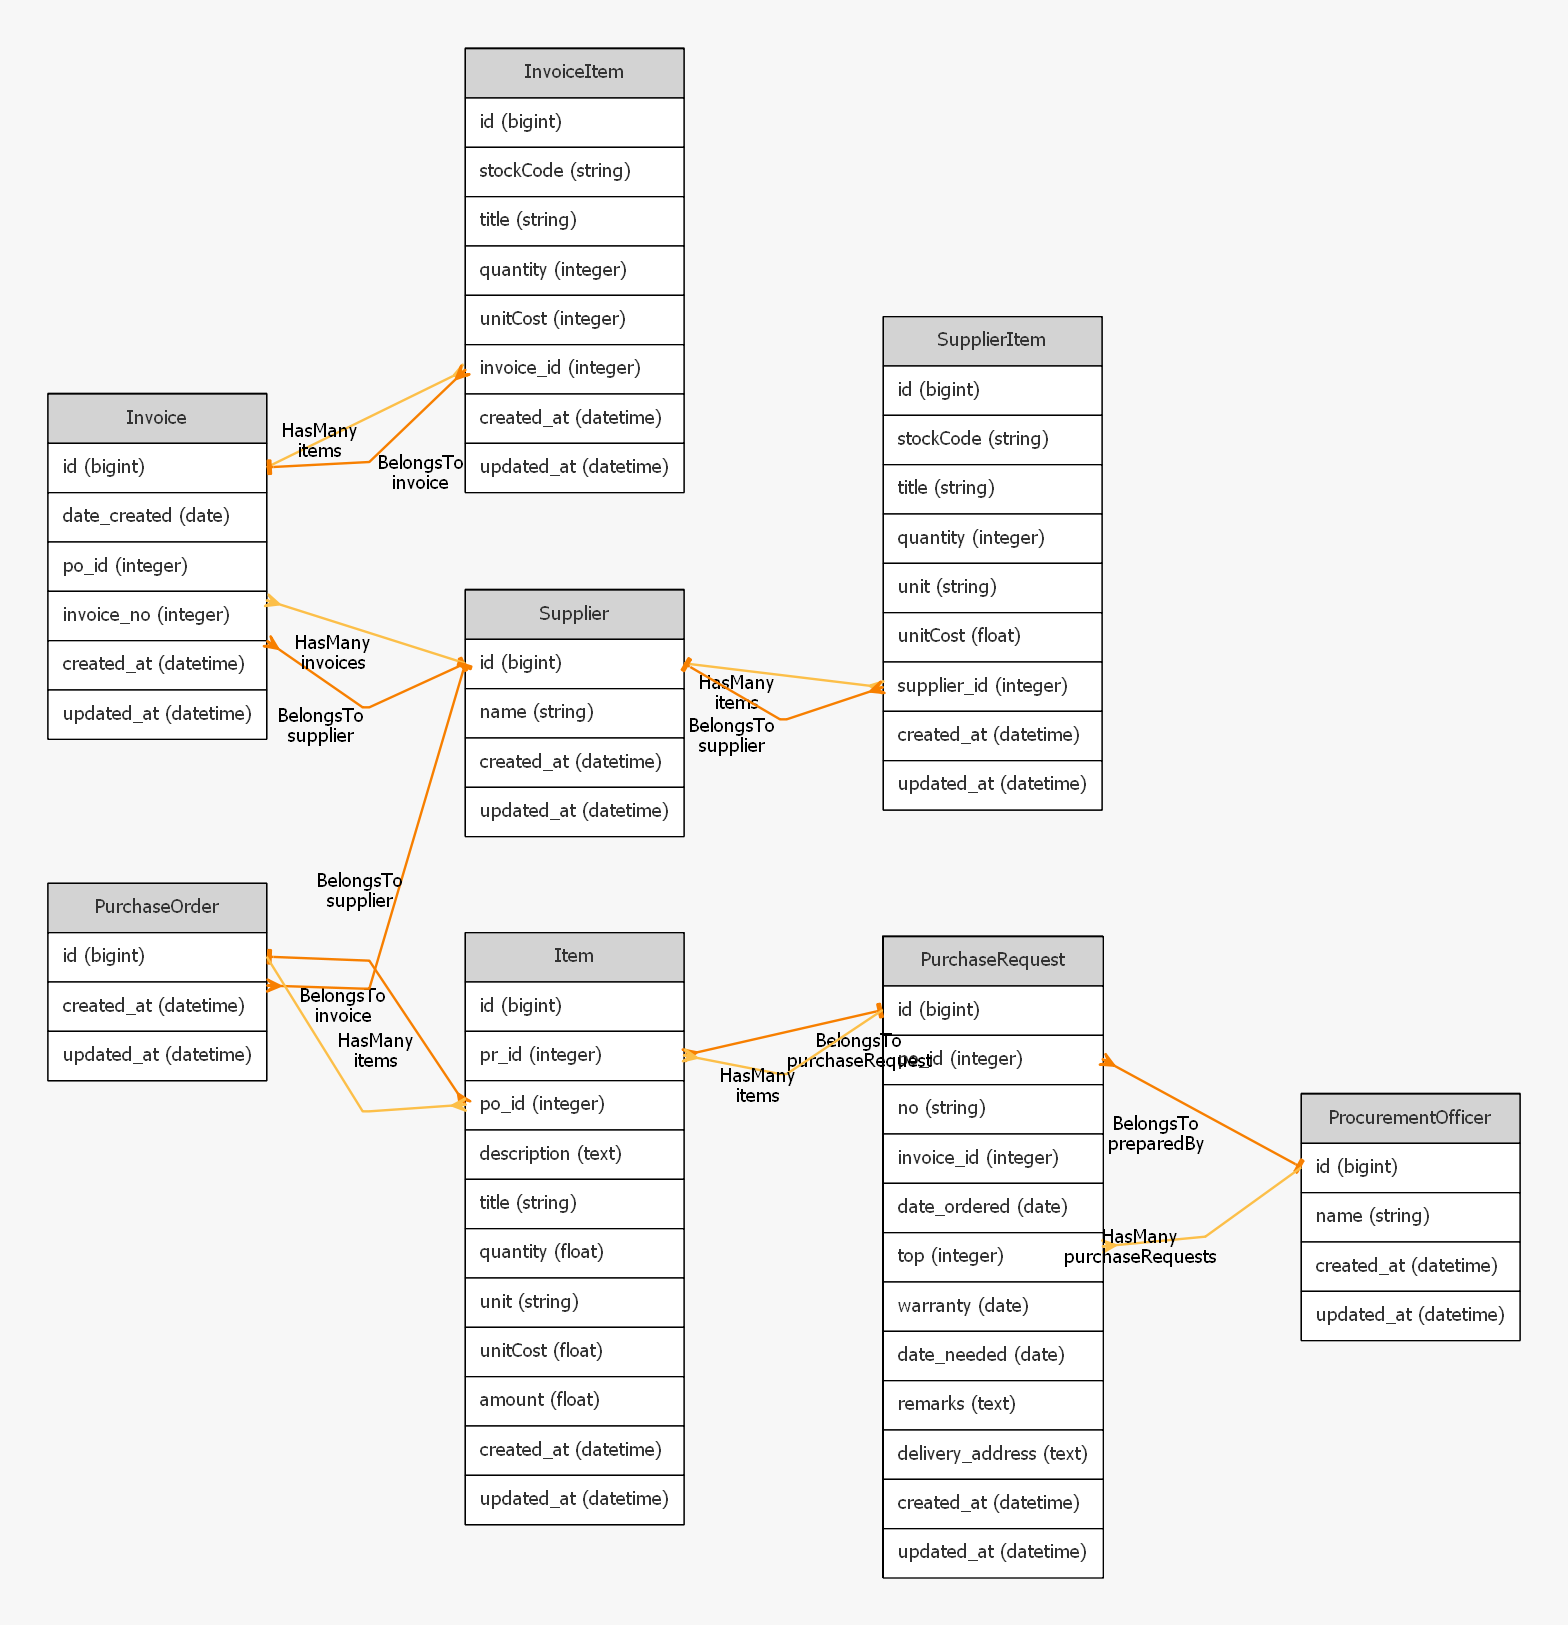 InvoiceItem
id (bigint)
stockCode (string)
title (string)
quantity (integer)
unitCost (integer)
invoice_id (integer)
created_at (datetime)
updated_at (datetime)
SupplierItem
id (bigint)
stockCode (string)
title (string)
quantity (integer)
unit (string)
unitCost (float)
supplier_id (integer)
created_at (datetime)
updated_at (datetime)
Invoice
id (bigint)
date_created (date)
po_id (integer)
invoice_no (integer)
created_at (datetime)
updated_at (datetime)
HasMany
items
BelongsTo
invoice
Supplier
id (bigint)
name (string)
created_at (datetime)
updated_at (datetime)
HasMany
invoices
BelongsTo
supplier
HasMany
items
BelongsTo
supplier
BelongsTo
supplier
PurchaseOrder
id (bigint)
created_at (datetime)
updated_at (datetime)
BelongsTo
invoice
HasMany
items
Item
id (bigint)
pr_id (integer)
po_id (integer)
description (text)
title (string)
quantity (float)
unit (string)
unitCost (float)
amount (float)
created_at (datetime)
updated_at (datetime)
BelongsTo
purchaseRequest
HasMany
items
PurchaseRequest
id (bigint)
po_id (integer)
no (string)
invoice_id (integer)
date_ordered (date)
top (integer)
warranty (date)
date_needed (date)
remarks (text)
delivery_address (text)
created_at (datetime)
updated_at (datetime)
BelongsTo
preparedBy
HasMany
purchaseRequests
ProcurementOfficer
id (bigint)
name (string)
created_at (datetime)
updated_at (datetime)